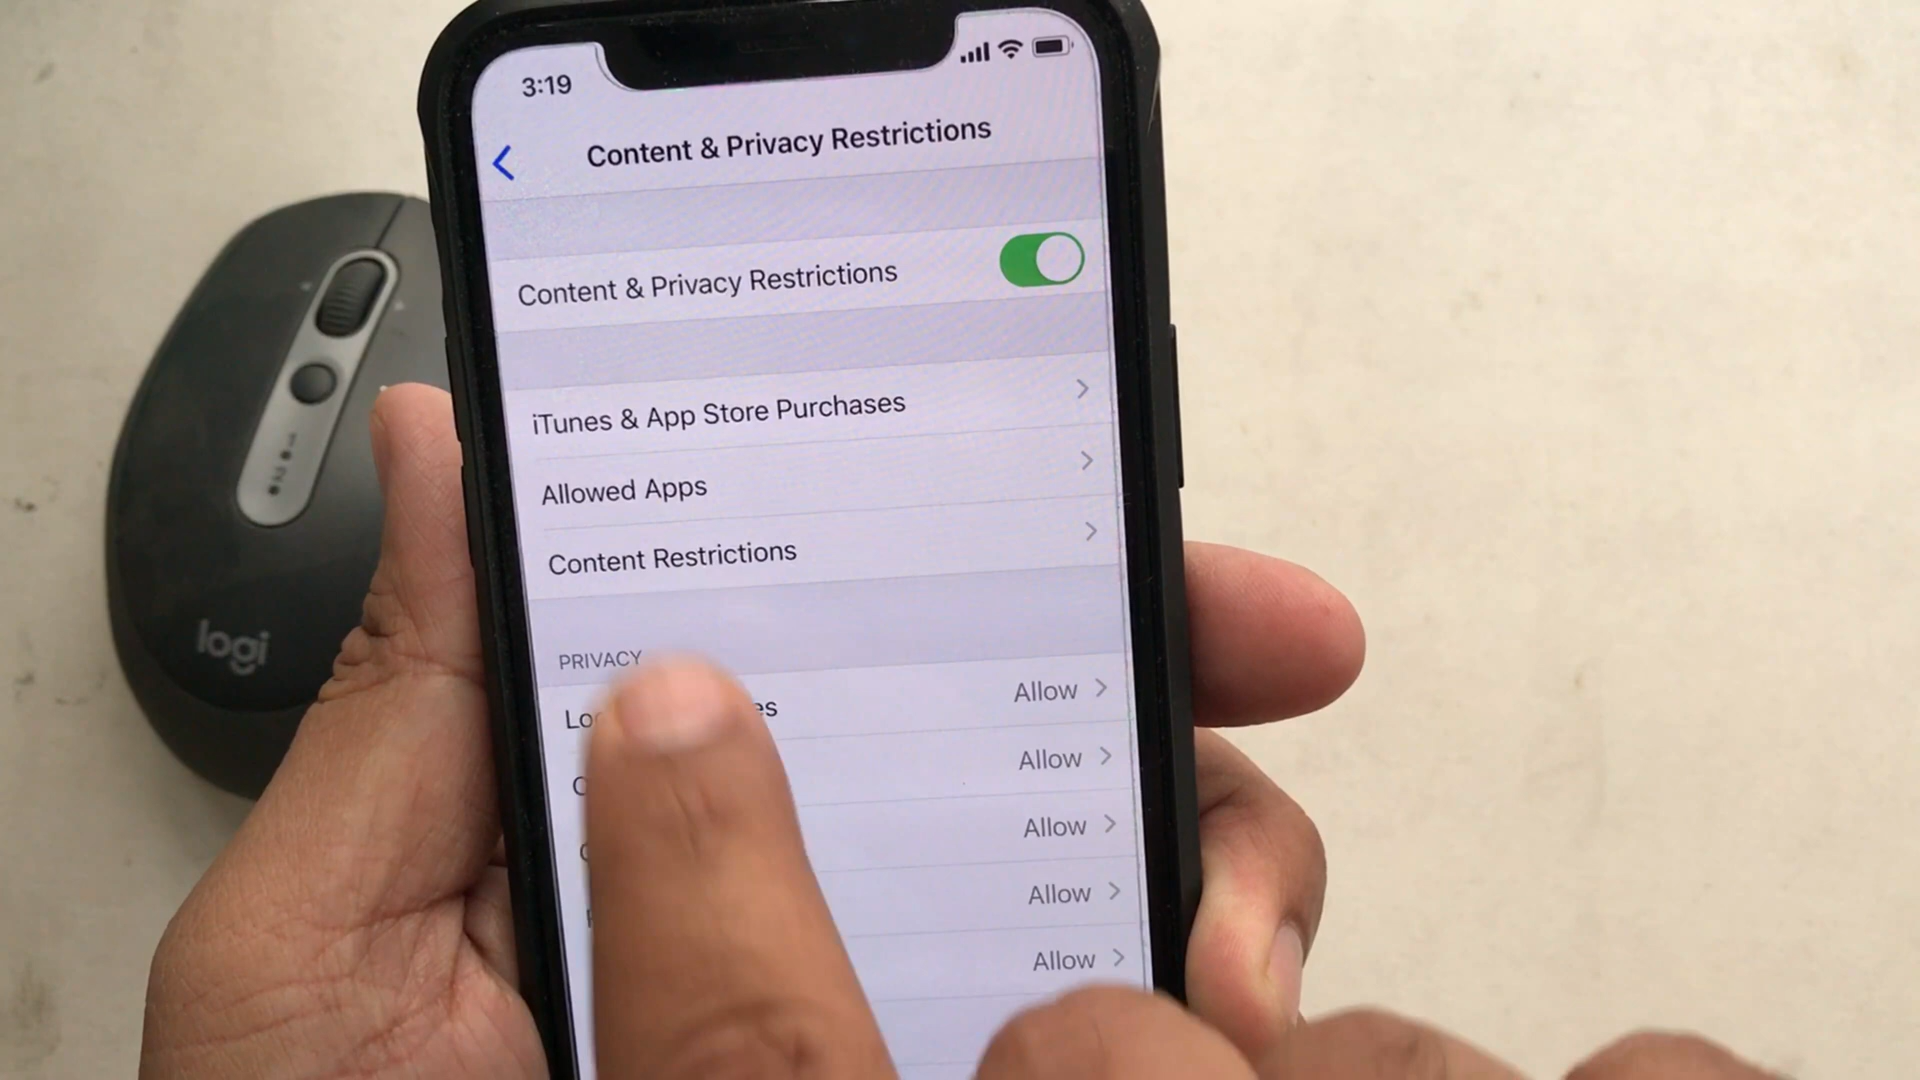 3:19
Content & Privacy Restrictions
Content & Privacy Restrictions
iTunes & App Store Purchases
Allowed Apps
Content Restrictions
PRIVACY
Allow
Allow
Allow
Allow
Allow
logi